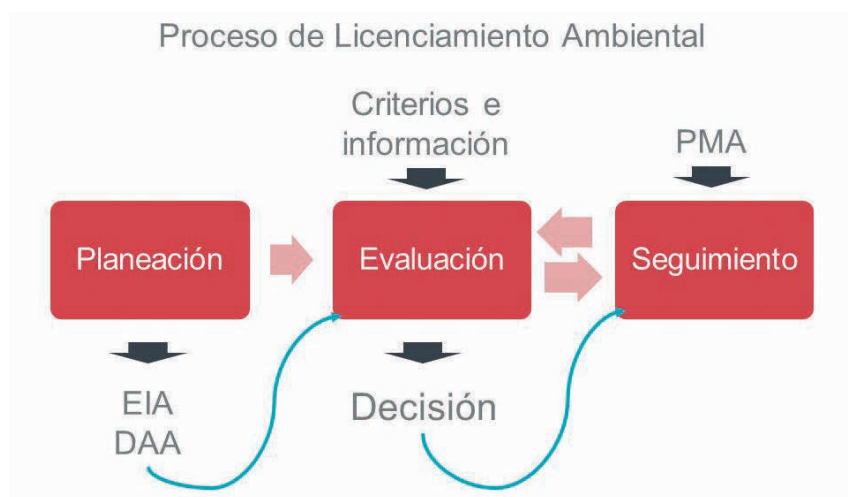 Proceso de Licenciamiento Ambiental
Criterios e
información
PMA
Planeación
Evaluación
Seguimiento
EIA
DAA
Decisión